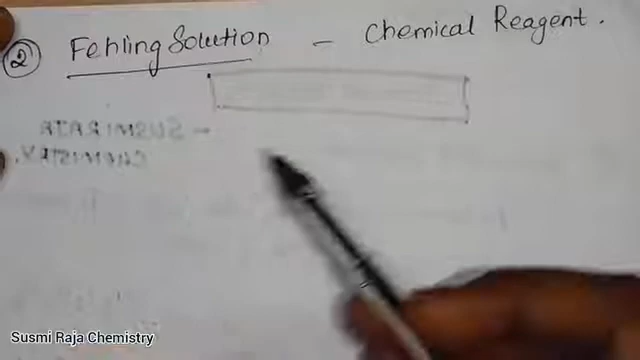 ② Fehling Solution – Chemical Reagent.
Susmi Raja Chemistry